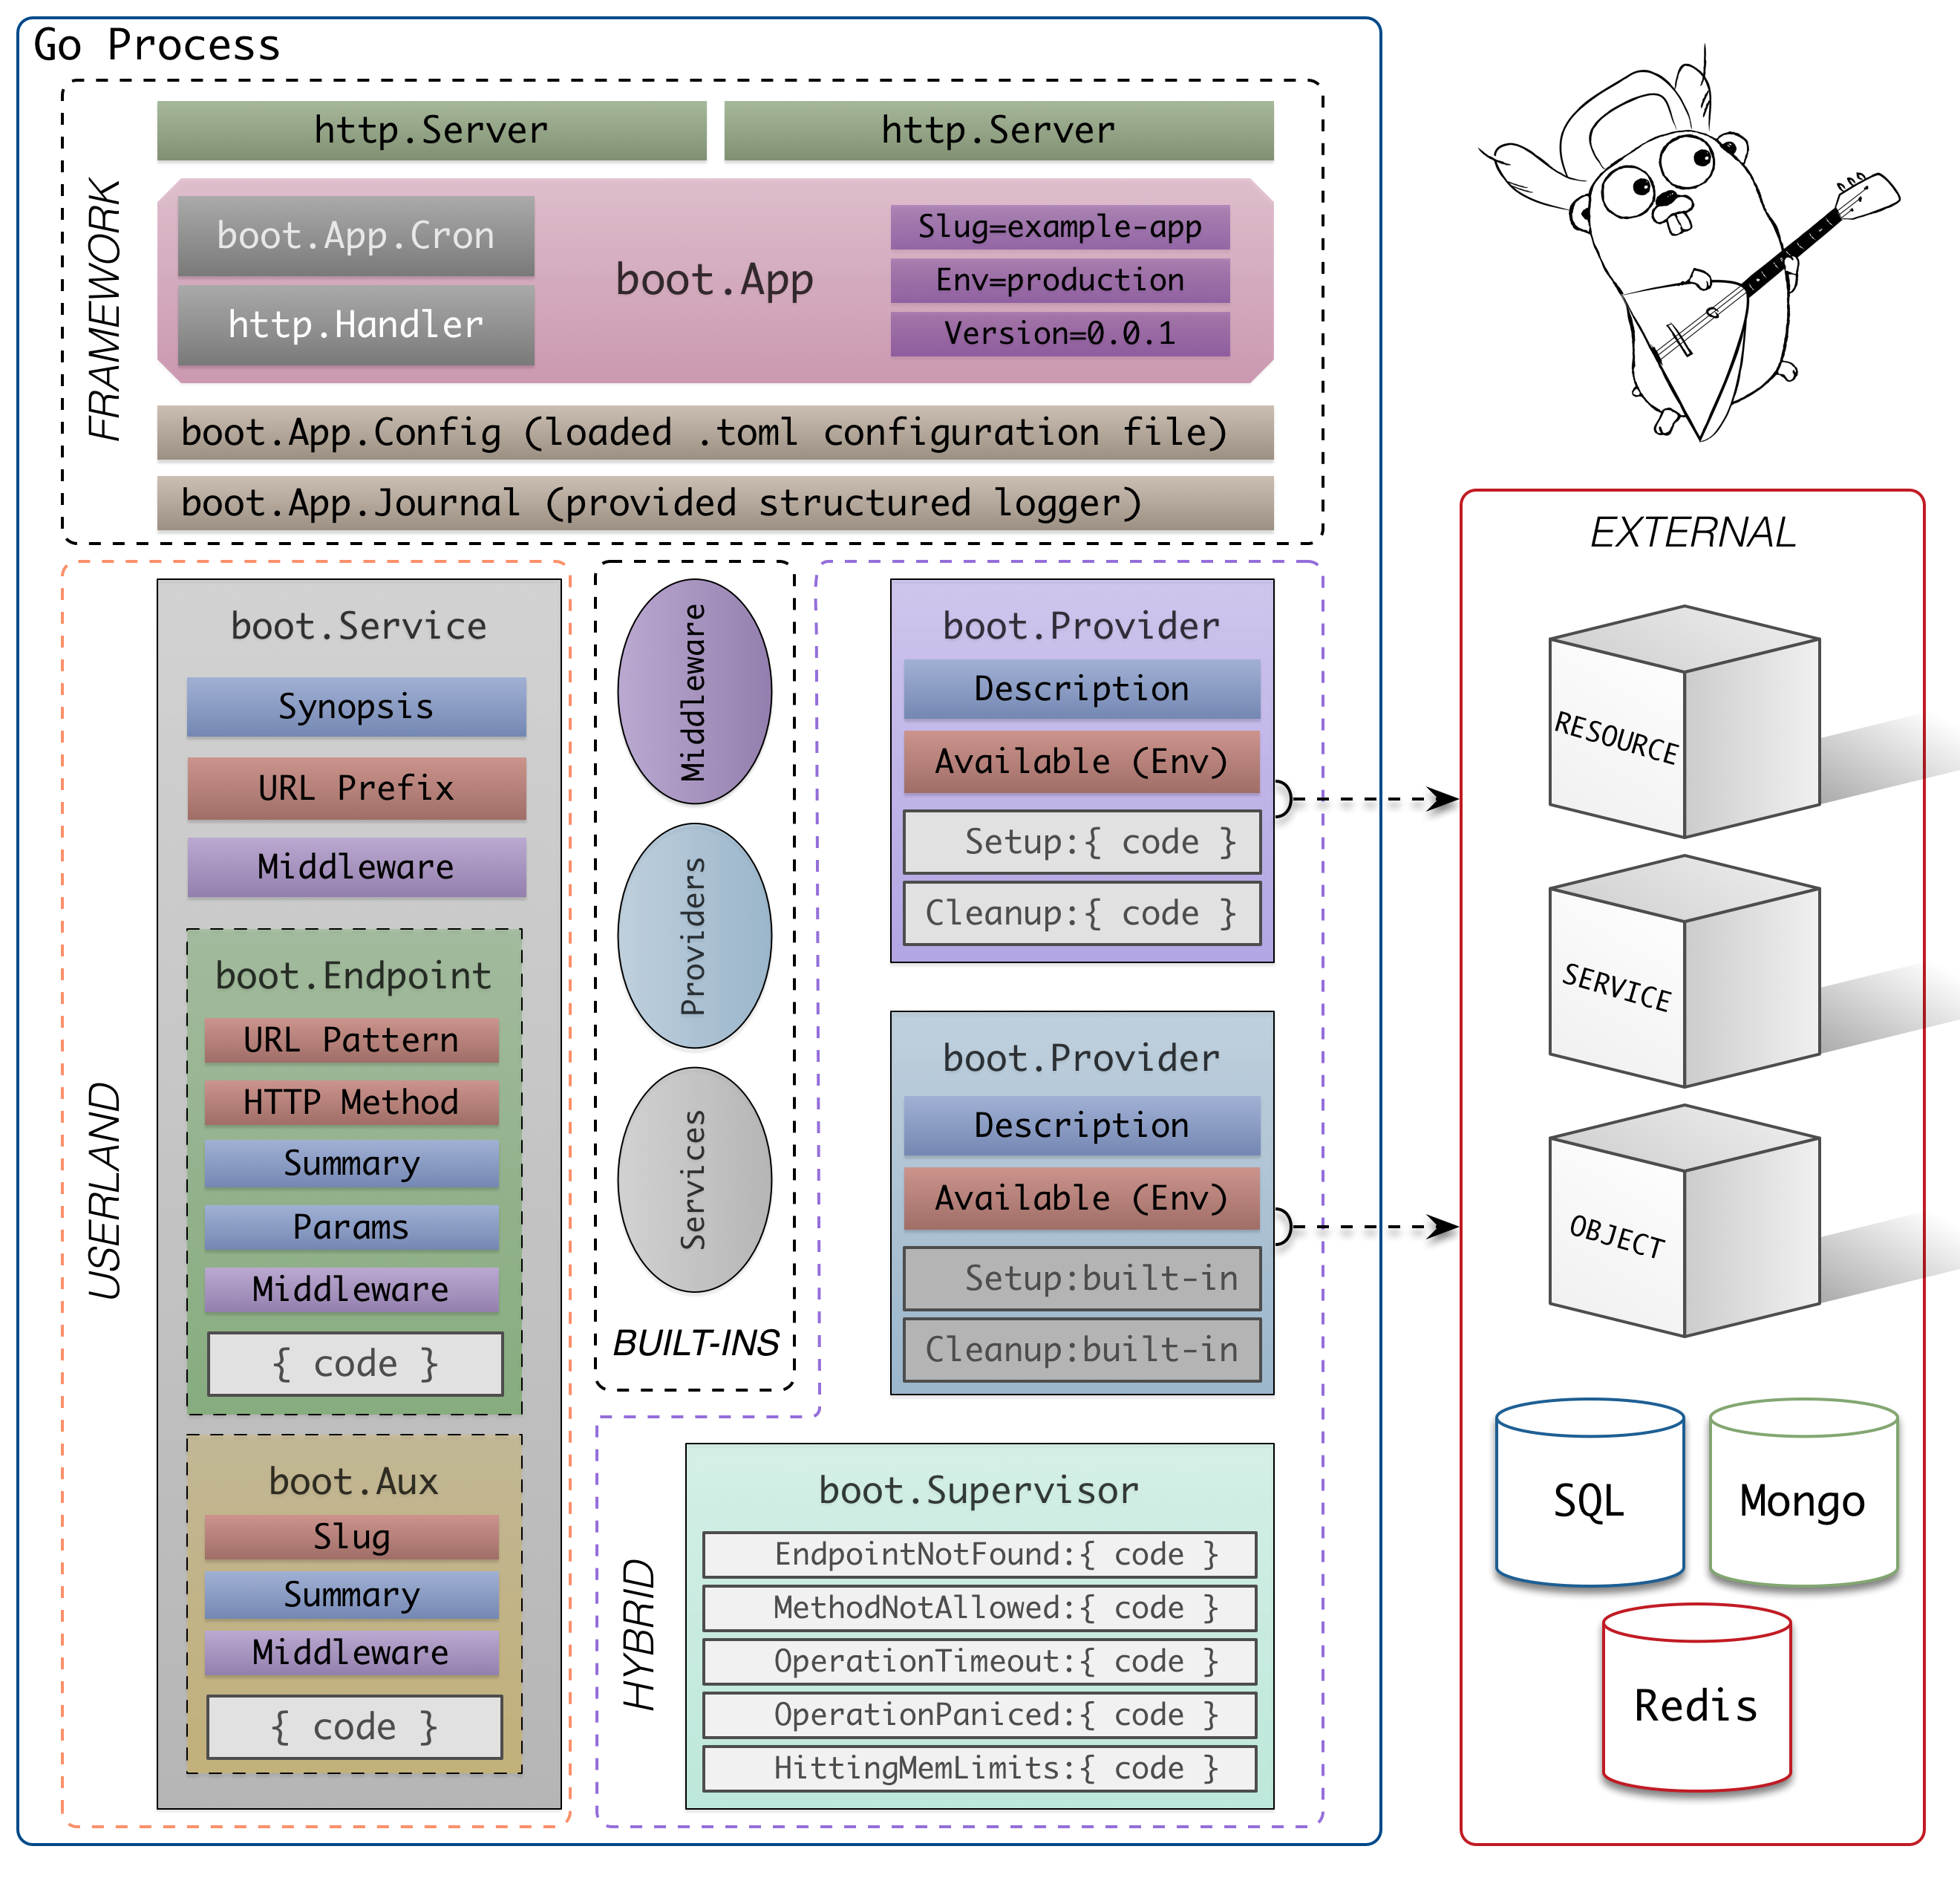 Go Process
FRAMEWORK
http.Server
http.Server
boot.App.Cron
http.Handler
boot.App
Slug=example-app
Env=production
Version=0.0.1
boot.App.Config (loaded .toml configuration file)
boot.App.Journal (provided structured logger)
USERLAND
boot.Service
Synopsis
URL Prefix
Middleware
boot.Endpoint
URL Pattern
HTTP Method
Summary
Params
Middleware
{ code }
boot.Aux
Slug
Summary
Middleware
{ code }
Middleware
Providers
Services
BUILT-INS
HYBRID
boot.Provider
Description
Available (Env)
Setup:{ code }
Cleanup:{ code }
boot.Provider
Description
Available (Env)
Setup:built-in
Cleanup:built-in
boot.Supervisor
EndpointNotFound:{ code }
MethodNotAllowed:{ code }
OperationTimeout:{ code }
OperationPaniced:{ code }
HittingMemLimits:{ code }
EXTERNAL
RESOURCE
SERVICE
OBJECT
SQL
Mongo
Redis